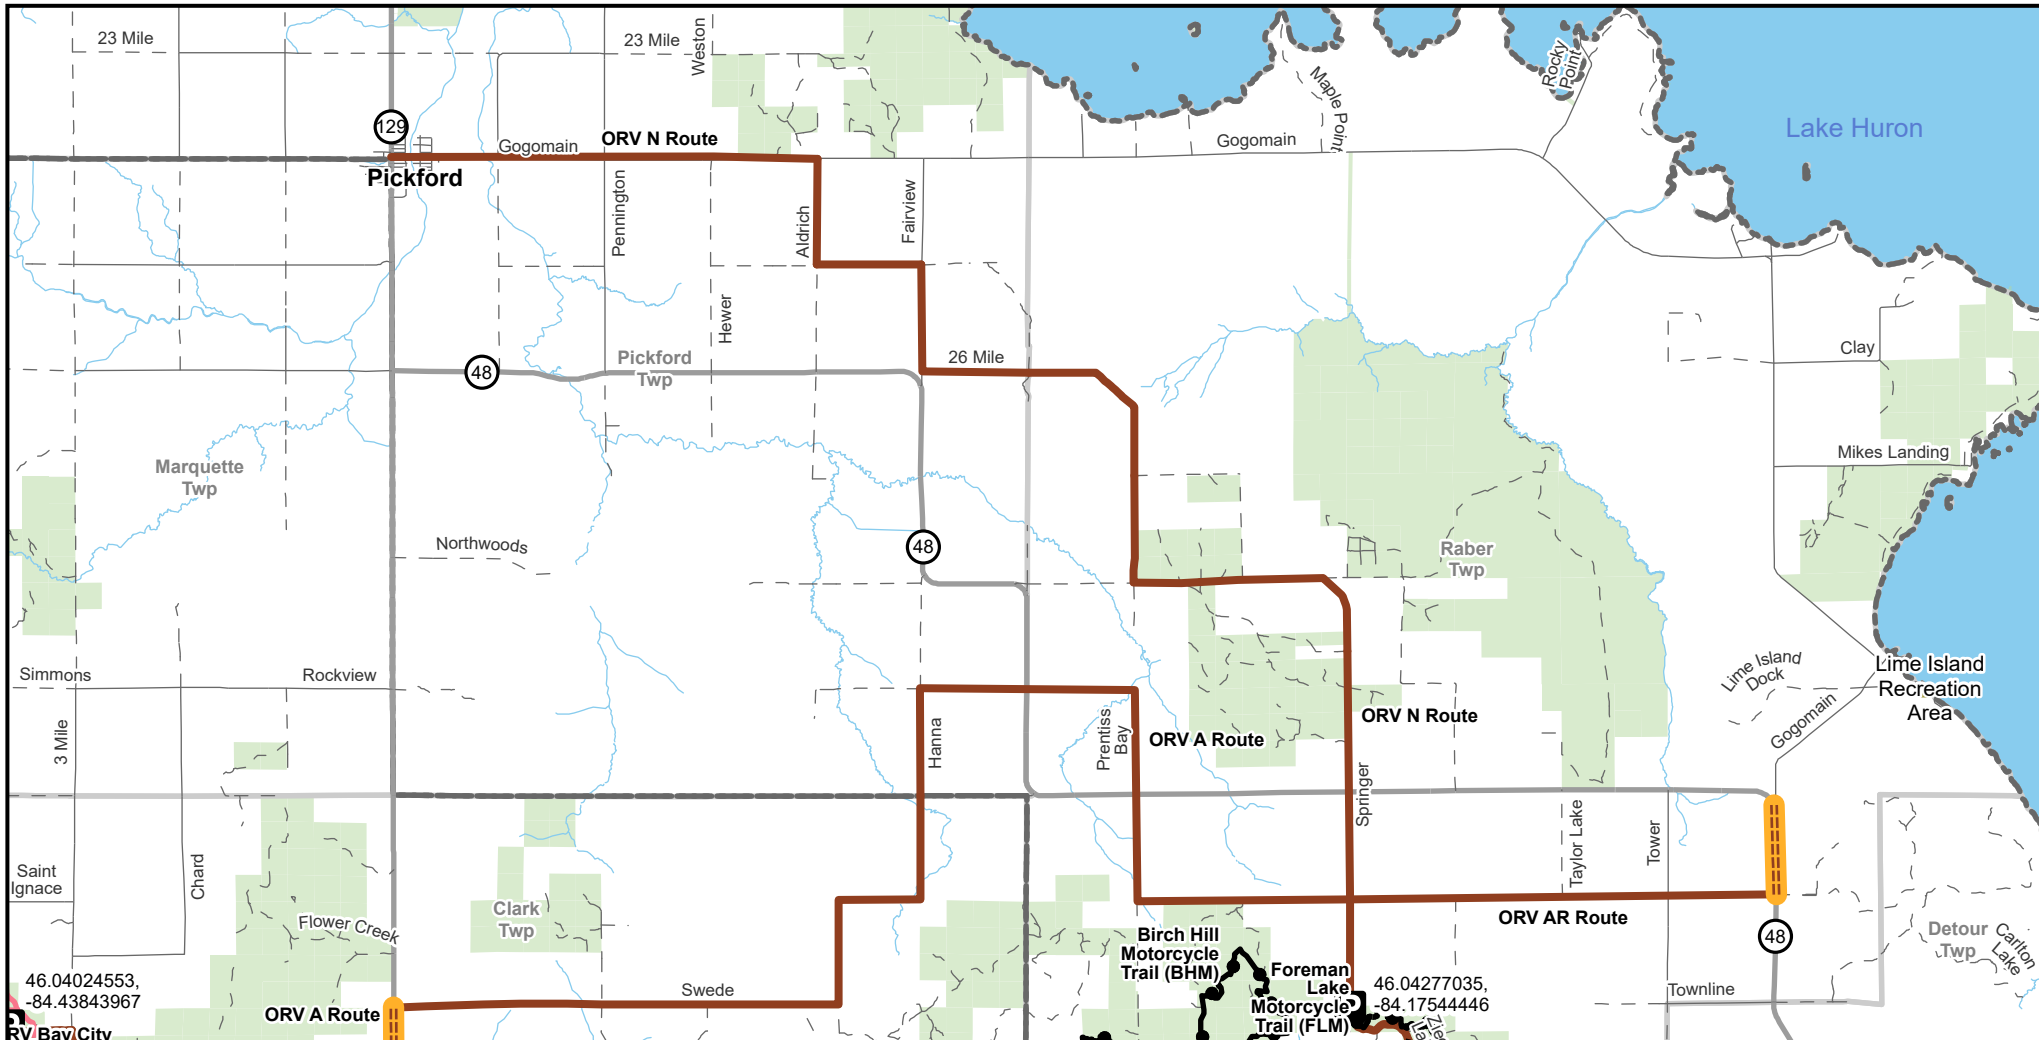 23 Mile
23 Mile
Weston
Maple Point
Rocky
Point
Lake Huron
129
Gogomain
ORV N Route
Gogomain
Pickford
Pennington
Aldrich
Fairview
Hewer
Pickford
Twp
48
26 Mile
Clay
Marquette
Twp
Mikes Landing
Northwoods
48
Raber
Twp
Simmons
Rockview
Lime Island
Dock
Lime Island
Recreation
Area
3 Mile
Hanna
Prentiss
Bay
ORV A Route
ORV N Route
Gogomain
Springer
Taylor Lake
Tower
Saint
Ignace
Chard
Flower Creek
Clark
Twp
ORV AR Route
48
Detour
Twp
Carlton
Lake
Birch Hill
Motorcycle
Trail (BHM)
Foreman
Lake
Motorcycle
Trail (FLM)
46.04277035,
-84.17544446
46.04024553,
-84.43843967
ORV A Route
Swede
Townline
RV Bay City